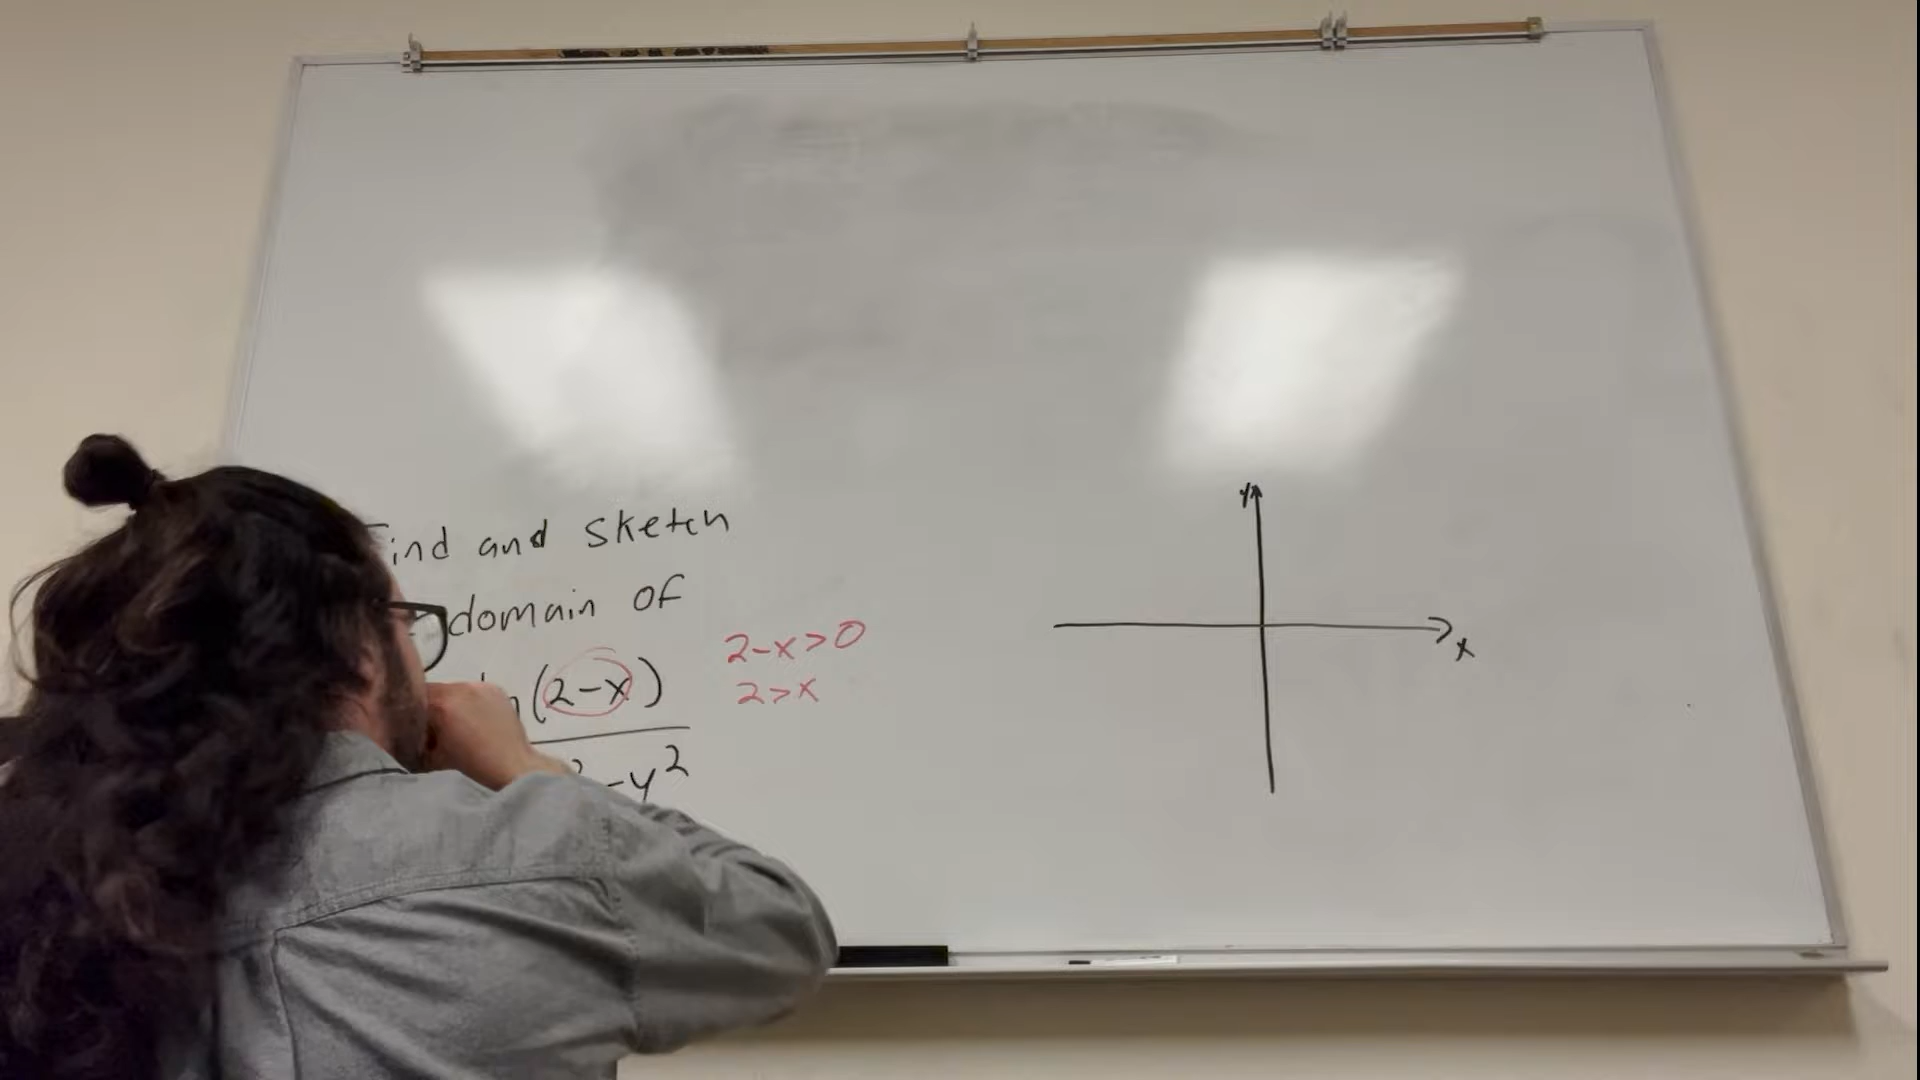 ind and sketch
domain of
(2-x)
2-x>0
2>x
-y²
y
x